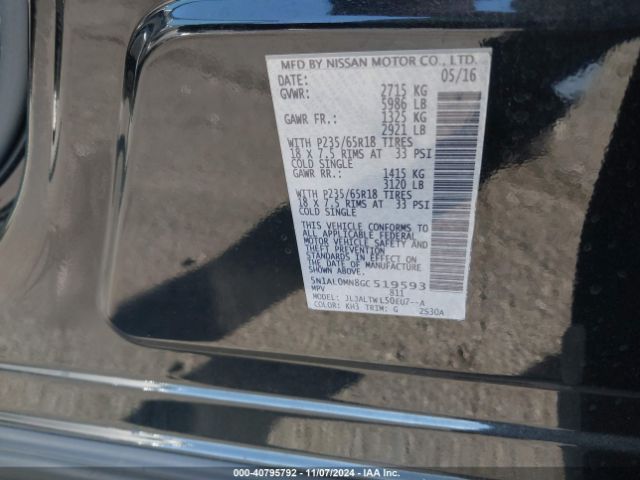 MFD BY NISSAN MOTOR CO., LTD.
DATE: 05/16
GVWR: 2715 KG
5986 LB
GAWR FR.: 1325 KG
2921 LB
WITH P235/65R18 TIRES
18 X 7.5 RIMS AT 33 PSI
COLD SINGLE
GAWR RR.: 1415 KG
3120 LB
WITH P235/65R18 TIRES
18 X 7.5 RIMS AT 33 PSI
COLD SINGLE
THIS VEHICLE CONFORMS TO
ALL APPLICABLE FEDERAL
MOTOR VEHICLE SAFETY AND
THEFT PREVENTION
STANDARDS IN EFFECT ON
THE DATE OF MANUFACTURE
SHOWN ABOVE.
5N1AL0MN8GC519593
MPV 811
MODEL: JLJALTWL50EU7--A
COLOR: KH3 TRIM: G 2S30A
000-40795792 - 11/07/2024 - IAA Inc.